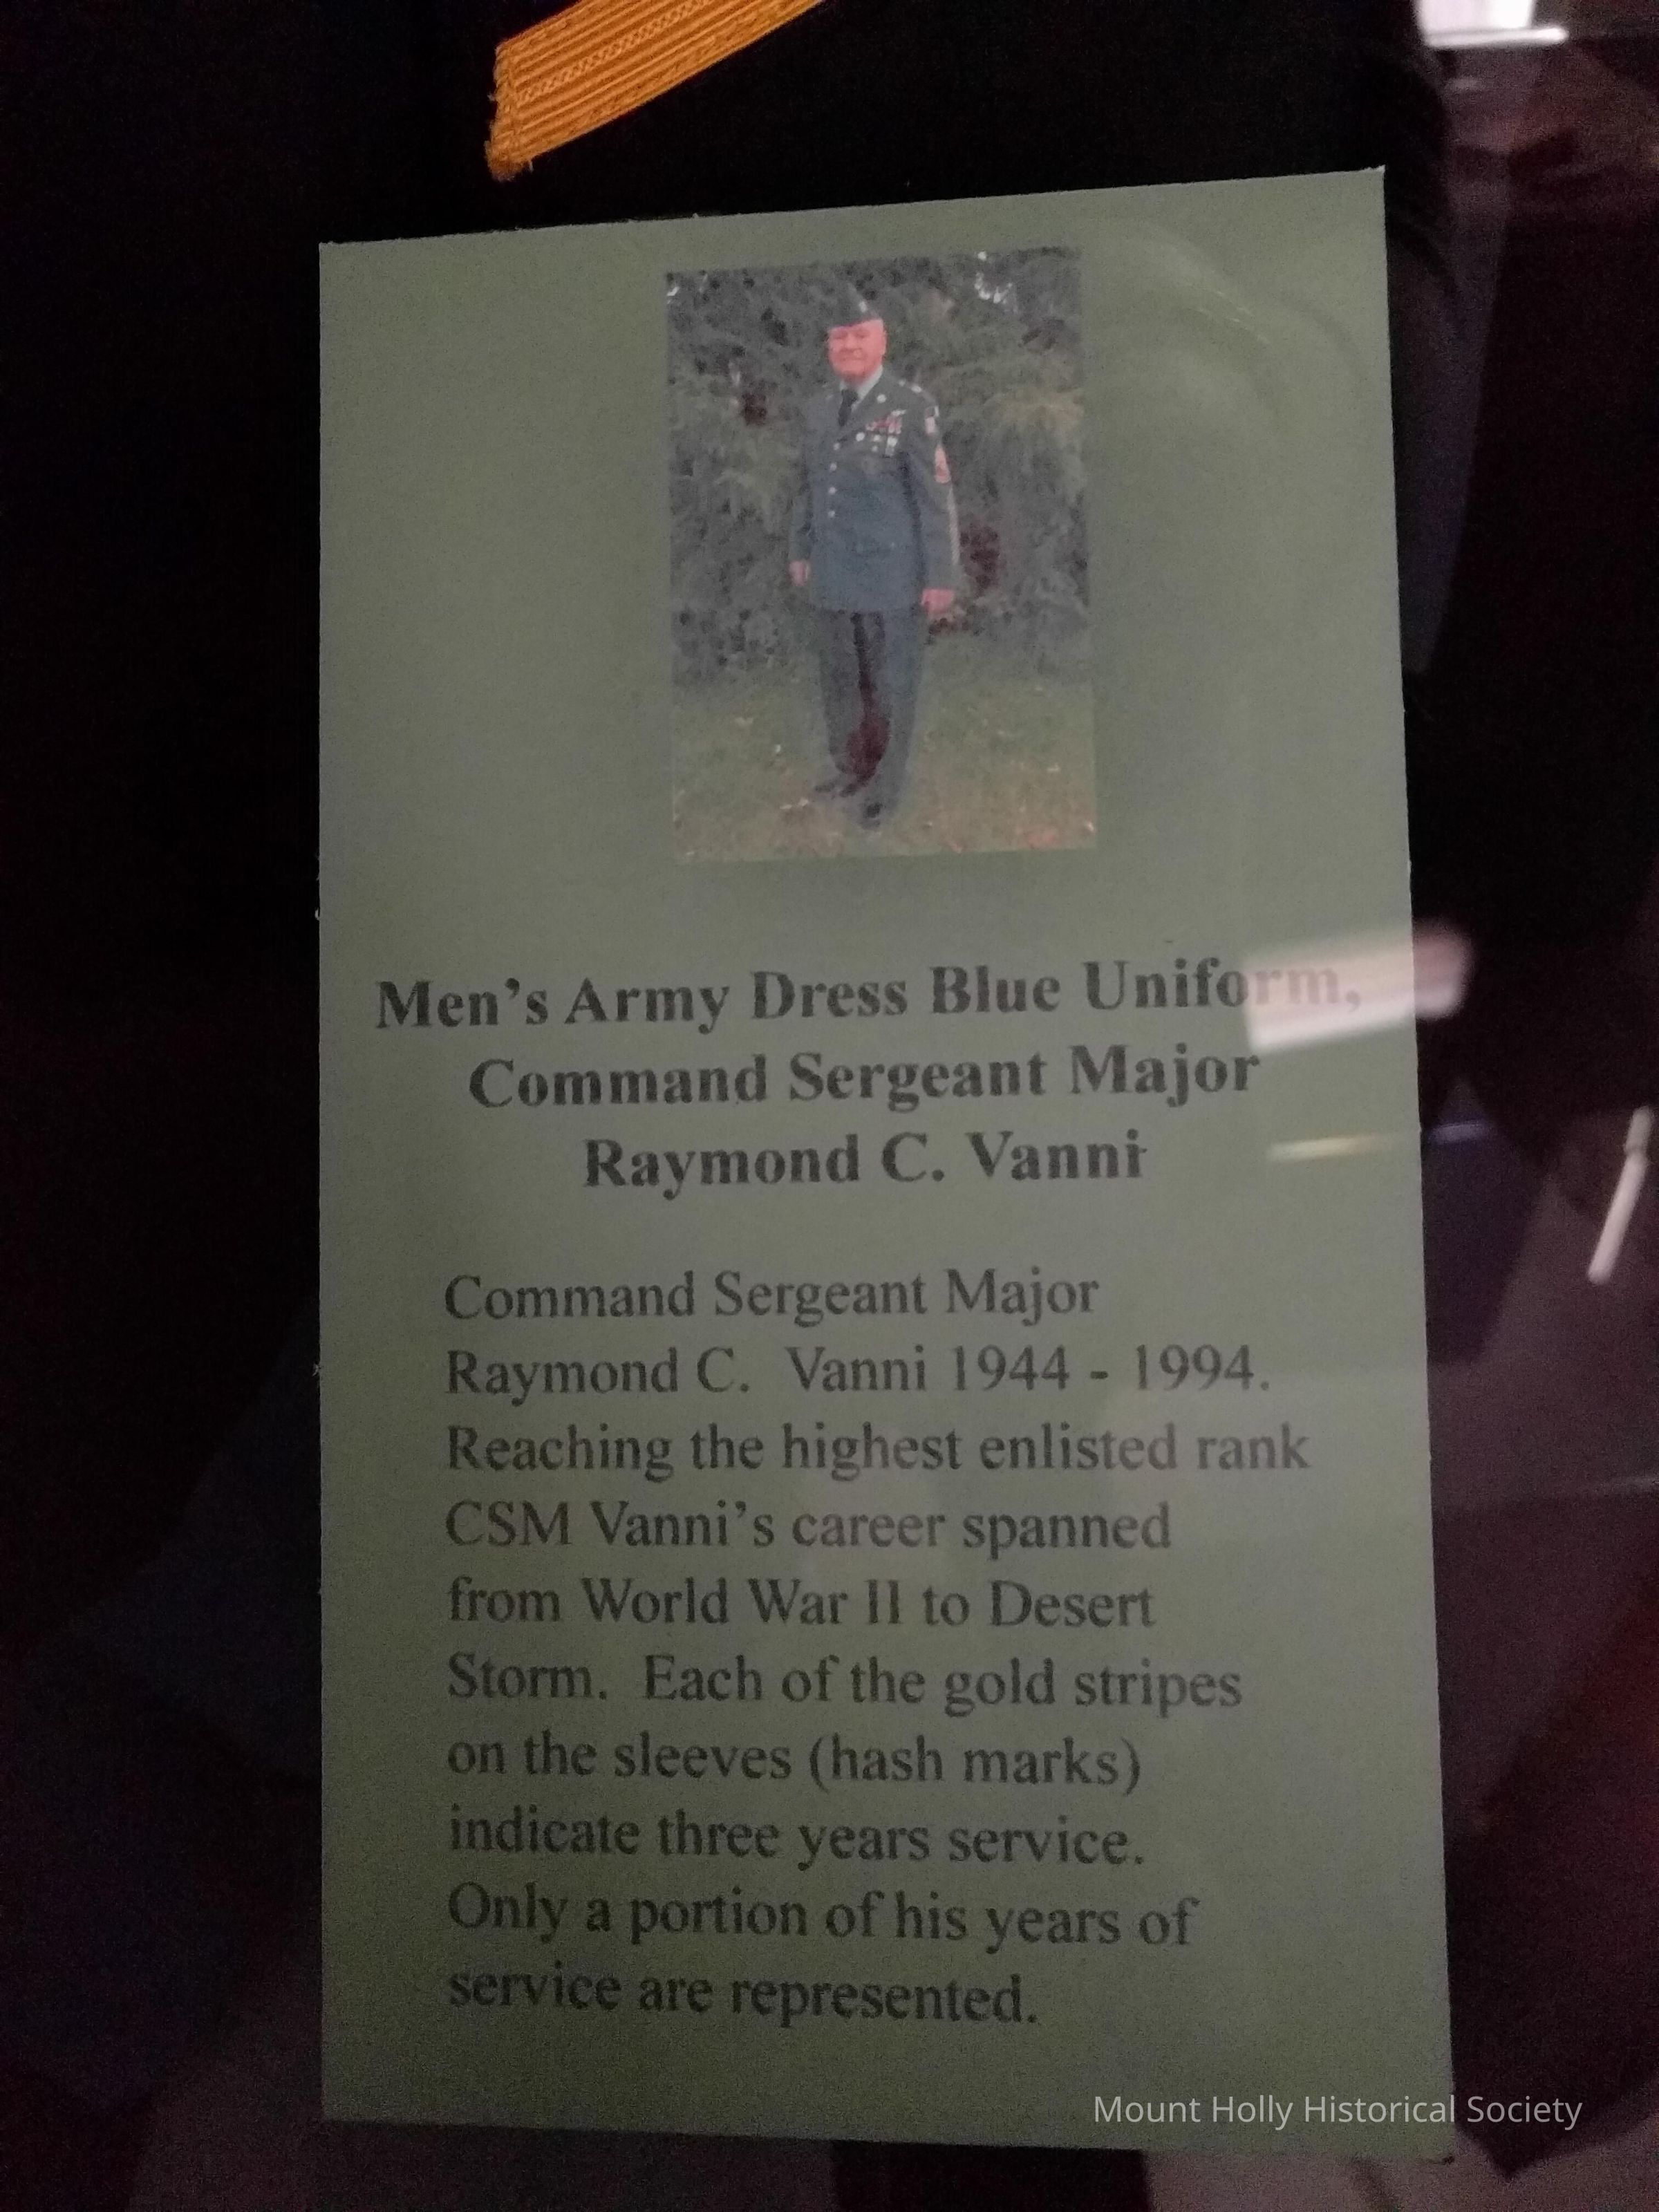 Men's Army Dress Blue Uniform,
Command Sergeant Major
Raymond C. Vanni
Command Sergeant Major
Raymond C. Vanni 1944 - 1994.
Reaching the highest enlisted rank
CSM Vanni's career spanned
from World War II to Desert
Storm. Each of the gold stripes
on the sleeves (hash marks)
indicate three years service.
Only a portion of his years of
service are represented.
Mount Holly Historical Society